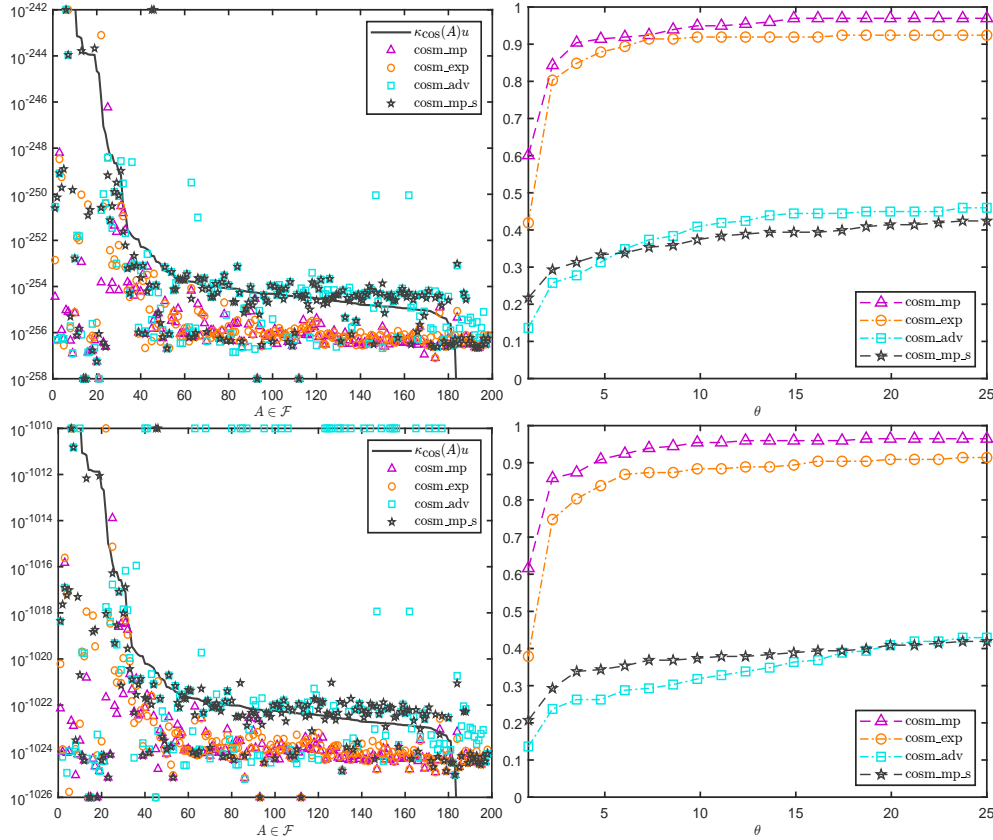 10^-242
10^-244
10^-246
10^-248
10^-250
10^-252
10^-254
10^-256
10^-258
0 20 40 60 80 100 120 140 160 180 200
A ∈ ℱ
κ_cos(A)u
cosm_mp
cosm_exp
cosm_adv
cosm_mp_s
1
0.9
0.8
0.7
0.6
0.5
0.4
0.3
0.2
0.1
0
5 10 15 20 25
θ
cosm_mp
cosm_exp
cosm_adv
cosm_mp_s
10^-1010
10^-1012
10^-1014
10^-1016
10^-1018
10^-1020
10^-1022
10^-1024
10^-1026
0 20 40 60 80 100 120 140 160 180 200
A ∈ ℱ
κ_cos(A)u
cosm_mp
cosm_exp
cosm_adv
cosm_mp_s
1
0.9
0.8
0.7
0.6
0.5
0.4
0.3
0.2
0.1
0
5 10 15 20 25
θ
cosm_mp
cosm_exp
cosm_adv
cosm_mp_s